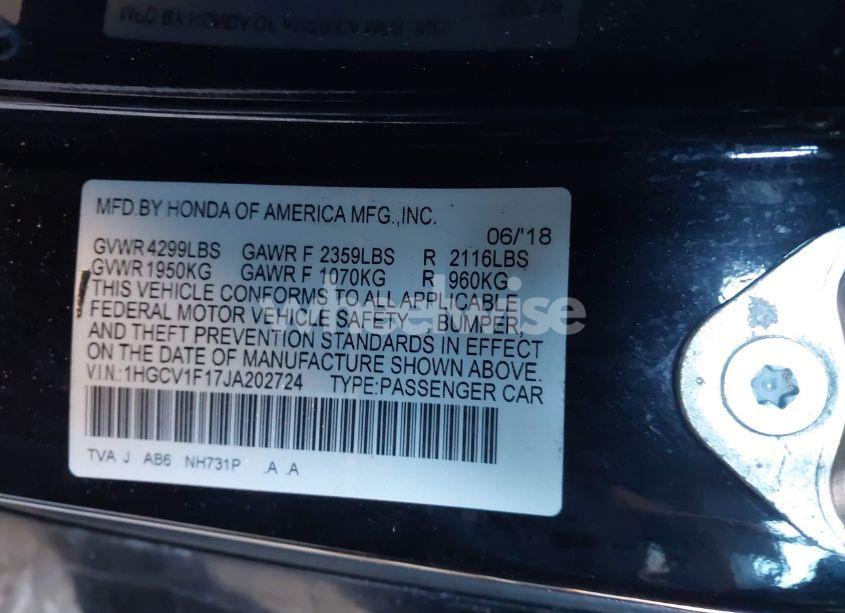 MFD.BY HONDA OF AMERICA MFG.,INC.
06/'18
GVWR 4299LBS GAWR F 2359LBS R 2116LBS
GVWR 1950KG GAWR F 1070KG R 960KG
THIS VEHICLE CONFORMS TO ALL APPLICABLE
FEDERAL MOTOR VEHICLE SAFETY, BUMPER,
AND THEFT PREVENTION STANDARDS IN EFFECT
ON THE DATE OF MANUFACTURE SHOWN ABOVE.
V.I.N.:1HGCV1F17JA202724 TYPE:PASSENGER CAR
TVA J AB6 NH731P .A .A